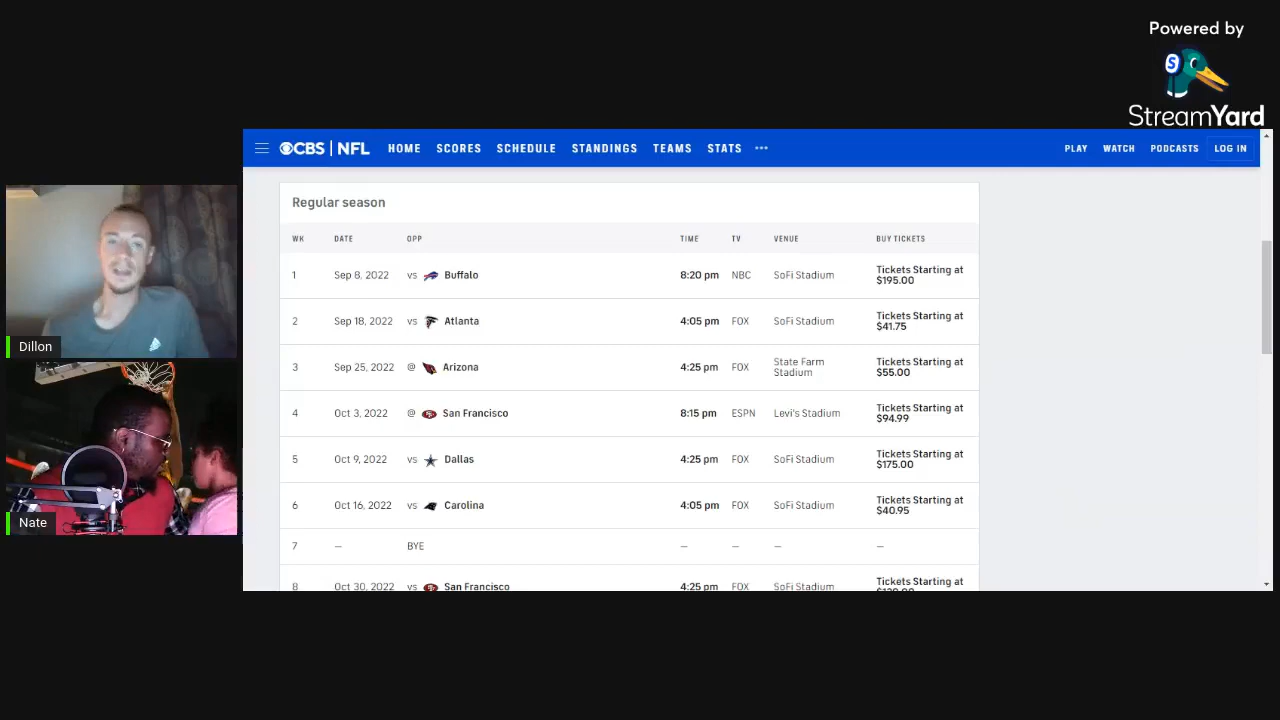 Powered by
S
StreamYard
CBS | NFL HOME SCORES SCHEDULE STANDINGS TEAMS STATS ••• PLAY WATCH PODCASTS LOG IN
Regular season
WK DATE OPP TIME TV VENUE BUY TICKETS
1 Sep 8, 2022 vs Buffalo 8:20 pm NBC SoFi Stadium Tickets Starting at
$195.00
2 Sep 18, 2022 vs Atlanta 4:05 pm FOX SoFi Stadium Tickets Starting at
$41.75
3 Sep 25, 2022 @ Arizona 4:25 pm FOX State Farm Stadium Tickets Starting at
$55.00
4 Oct 3, 2022 @ San Francisco 8:15 pm ESPN Levi's Stadium Tickets Starting at
$94.99
5 Oct 9, 2022 vs Dallas 4:25 pm FOX SoFi Stadium Tickets Starting at
$175.00
6 Oct 16, 2022 vs Carolina 4:05 pm FOX SoFi Stadium Tickets Starting at
$40.95
7 — BYE — — — —
8 Oct 30, 2022 vs San Francisco 4:25 pm FOX SoFi Stadium Tickets Starting at
Dillon
Nate